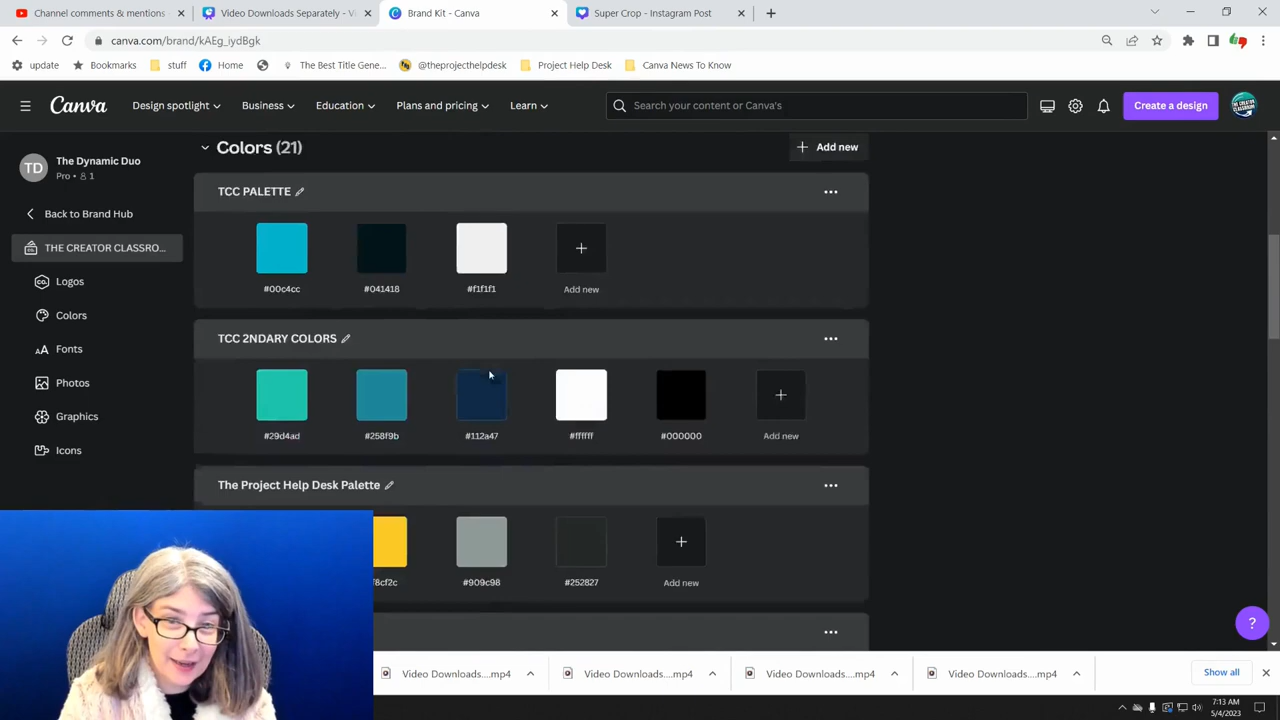 Channel comments & mentions -
Video Downloads Separately - Vi
Brand Kit - Canva
Super Crop - Instagram Post
canva.com/brand/kAEg_iydBgk
update
Bookmarks
stuff
Home
The Best Title Gene...
@theprojecthelpdesk
Project Help Desk
Canva News To Know
Canva
Design spotlight
Business
Education
Plans and pricing
Learn
Search your content or Canva's
Create a design
TD
The Dynamic Duo
Pro • 1
Back to Brand Hub
THE CREATOR CLASSRO...
Logos
Colors
Fonts
Photos
Graphics
Icons
Colors (21)
Add new
TCC PALETTE
#00c4cc
#041418
#f1f1f1
Add new
TCC 2NDARY COLORS
#29d4ad
#258f9b
#112a47
#ffffff
#000000
Add new
The Project Help Desk Palette
f8cf2c
#909c98
#252827
Add new
?
Video Downloads....mp4
Video Downloads....mp4
Video Downloads....mp4
Video Downloads....mp4
Show all
7:13 AM
5/4/2023